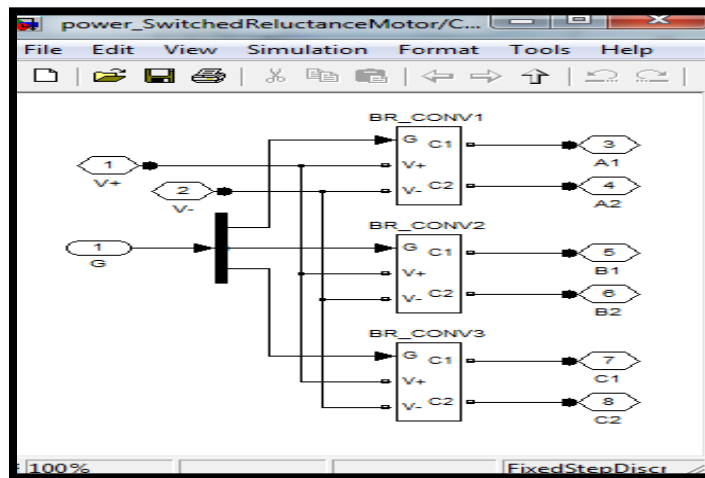 power_SwitchedReluctanceMotor/C...
File Edit View Simulation Format Tools Help
BR_CONV1
G C1
V+
V- C2
1
V+
2
V-
3
A1
4
A2
BR_CONV2
G C1
V+
V- C2
1
G
5
B1
6
B2
BR_CONV3
G C1
V+
V- C2
7
C1
8
C2
100%